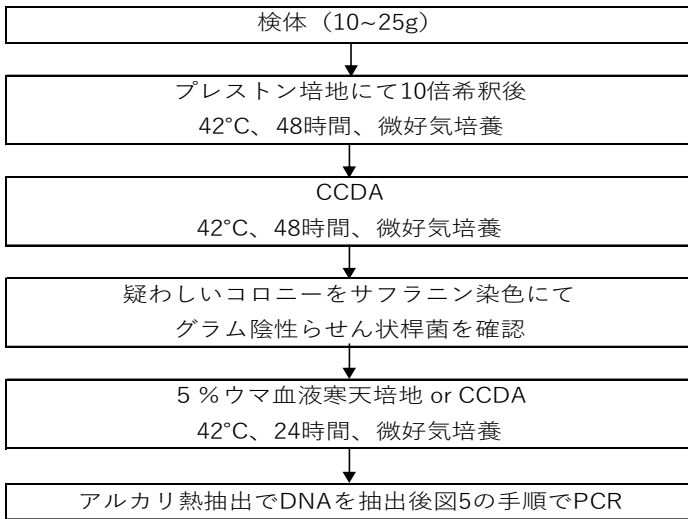 検体（10~25g）
プレストン培地にて10倍希釈後
42°C、48時間、微好気培養
CCDA
42°C、48時間、微好気培養
疑わしいコロニーをサフラニン染色にて
グラム陰性らせん状桿菌を確認
5 %ウマ血液寒天培地 or CCDA
42°C、24時間、微好気培養
アルカリ熱抽出でDNAを抽出後図5の手順でPCR